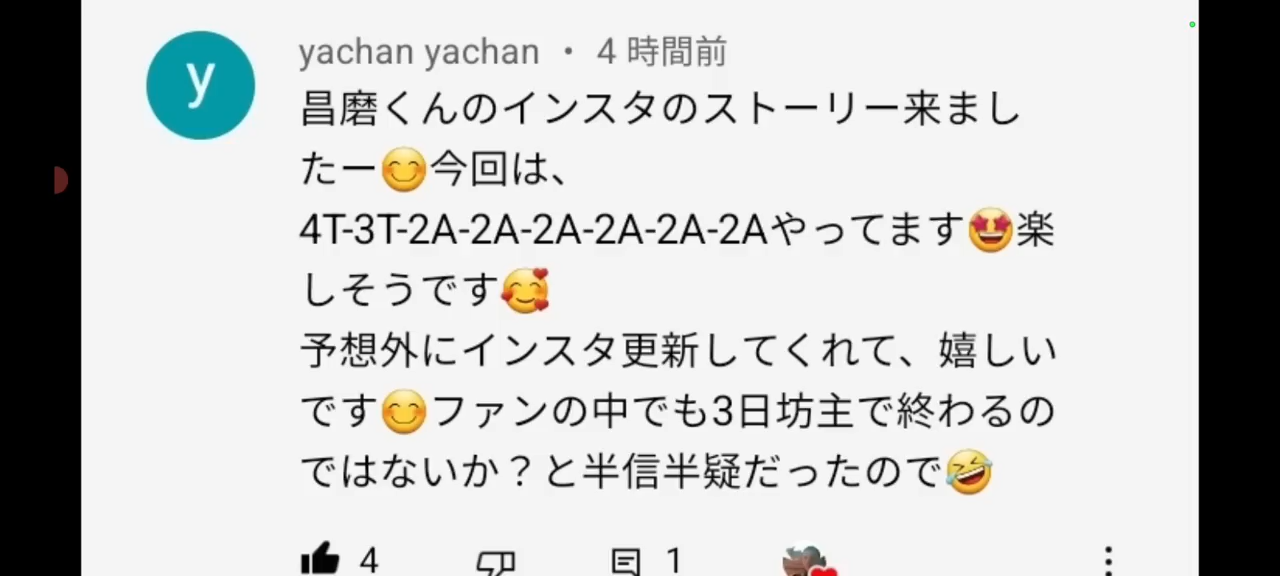 y
yachan yachan ・ 4 時間前
昌磨くんのインスタのストーリー来まし
たー😊今回は、
4T-3T-2A-2A-2A-2A-2A-2Aやってます🤩楽
しそうです🥰
予想外にインスタ更新してくれて、嬉しい
です😊ファンの中でも3日坊主で終わるの
ではないか？と半信半疑だったので🤣
4 1